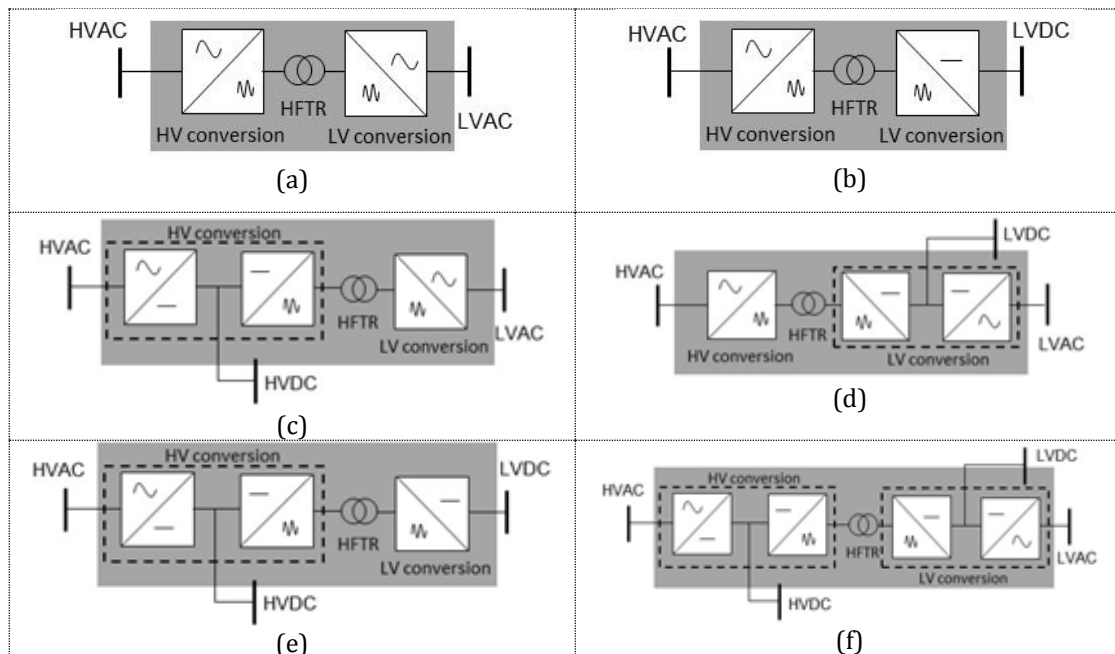 HVAC
HFTR
HV conversion
LV conversion
LVAC
(a)
HVAC
LVDC
HFTR
HV conversion
LV conversion
(b)
HV conversion
HVAC
HFTR
LV conversion
LVAC
HVDC
(c)
LVDC
HVAC
HFTR
HV conversion
LV conversion
LVAC
(d)
HV conversion
HVAC
LVDC
HFTR
LV conversion
HVDC
(e)
LVDC
HV conversion
HVAC
HFTR
LVAC
LV conversion
HVDC
(f)